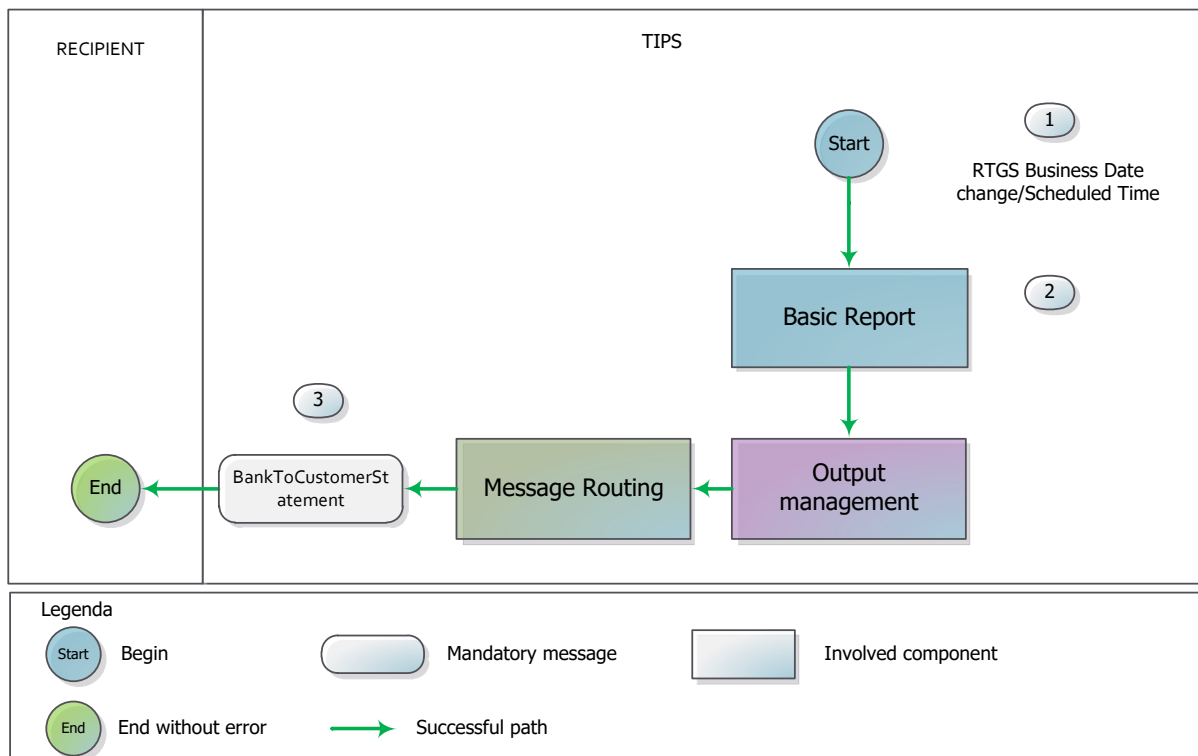 RECIPIENT
TIPS
Start
1
RTGS Business Date
change/Scheduled Time
Basic Report
2
3
End
BankToCustomerSt
atement
Message Routing
Output
management
Legenda
Start
Begin
Mandatory message
Involved component
End
End without error
Successful path